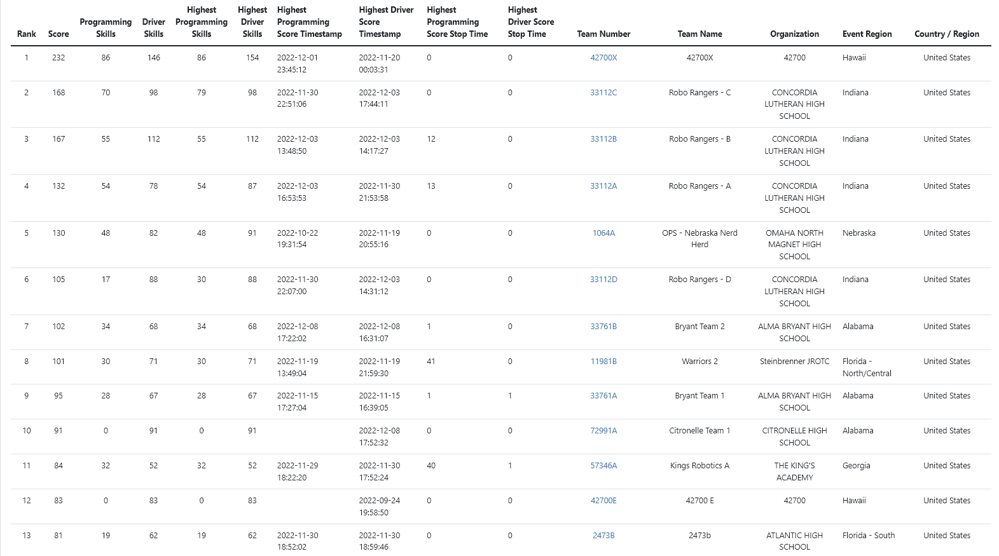 Rank Score Programming Skills Driver Skills Highest Programming Skills Highest Driver Skills Highest Programming Score Timestamp Highest Driver Score Timestamp Highest Programming Score Stop Time Highest Driver Score Stop Time Team Number Team Name Organization Event Region Country / Region
1 232 86 146 86 154 2022-12-01 23:45:12 2022-11-20 00:03:31 0 0 42700X 42700X 42700 Hawaii United States
2 168 70 98 79 98 2022-11-30 22:51:06 2022-12-03 17:44:11 0 0 33112C Robo Rangers - C CONCORDIA LUTHERAN HIGH SCHOOL Indiana United States
3 167 55 112 55 112 2022-12-03 13:48:50 2022-12-03 14:17:27 12 0 33112B Robo Rangers - B CONCORDIA LUTHERAN HIGH SCHOOL Indiana United States
4 132 54 78 54 87 2022-12-03 16:53:53 2022-11-30 21:53:58 13 0 33112A Robo Rangers - A CONCORDIA LUTHERAN HIGH SCHOOL Indiana United States
5 130 48 82 48 91 2022-10-22 19:31:54 2022-11-19 20:55:16 0 0 1064A OPS - Nebraska Nerd Herd OMAHA NORTH MAGNET HIGH SCHOOL Nebraska United States
6 105 17 88 30 88 2022-11-30 22:07:00 2022-12-03 14:31:12 0 0 33112D Robo Rangers - D CONCORDIA LUTHERAN HIGH SCHOOL Indiana United States
7 102 34 68 34 68 2022-12-08 17:22:02 2022-12-08 16:31:07 1 0 33761B Bryant Team 2 ALMA BRYANT HIGH SCHOOL Alabama United States
8 101 30 71 30 71 2022-11-19 13:49:04 2022-11-19 21:59:30 41 0 11981B Warriors 2 Steinbrenner JROTC Florida - North/Central United States
9 95 28 67 28 67 2022-11-15 17:27:04 2022-11-15 16:39:05 1 1 33761A Bryant Team 1 ALMA BRYANT HIGH SCHOOL Alabama United States
10 91 0 91 0 91 2022-12-08 17:52:32 0 0 72991A Citronelle Team 1 CITRONELLE HIGH SCHOOL Alabama United States
11 84 32 52 32 52 2022-11-29 18:22:20 2022-11-30 17:52:24 40 1 57346A Kings Robotics A THE KING'S ACADEMY Georgia United States
12 83 0 83 0 83 2022-09-24 19:58:50 0 0 42700E 42700 E 42700 Hawaii United States
13 81 19 62 19 62 2022-11-30 18:52:02 2022-11-30 18:59:46 0 0 2473B 2473b ATLANTIC HIGH SCHOOL Florida - South United States